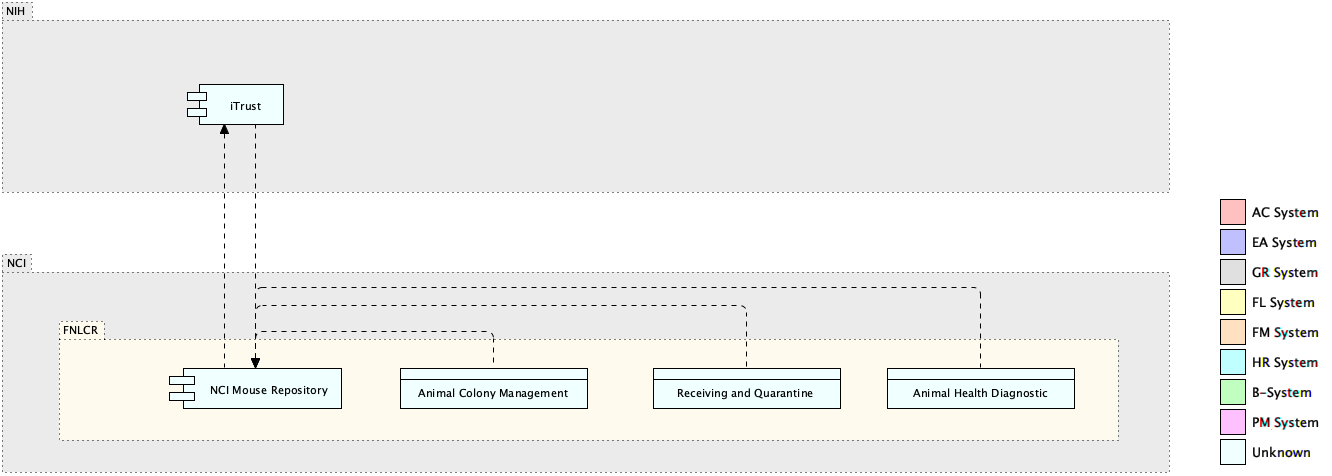 NIH
iTrust
NCI
FNLCR
NCI Mouse Repository
Animal Colony Management
Receiving and Quarantine
Animal Health Diagnostic
AC System
EA System
GR System
FL System
FM System
HR System
B-System
PM System
Unknown